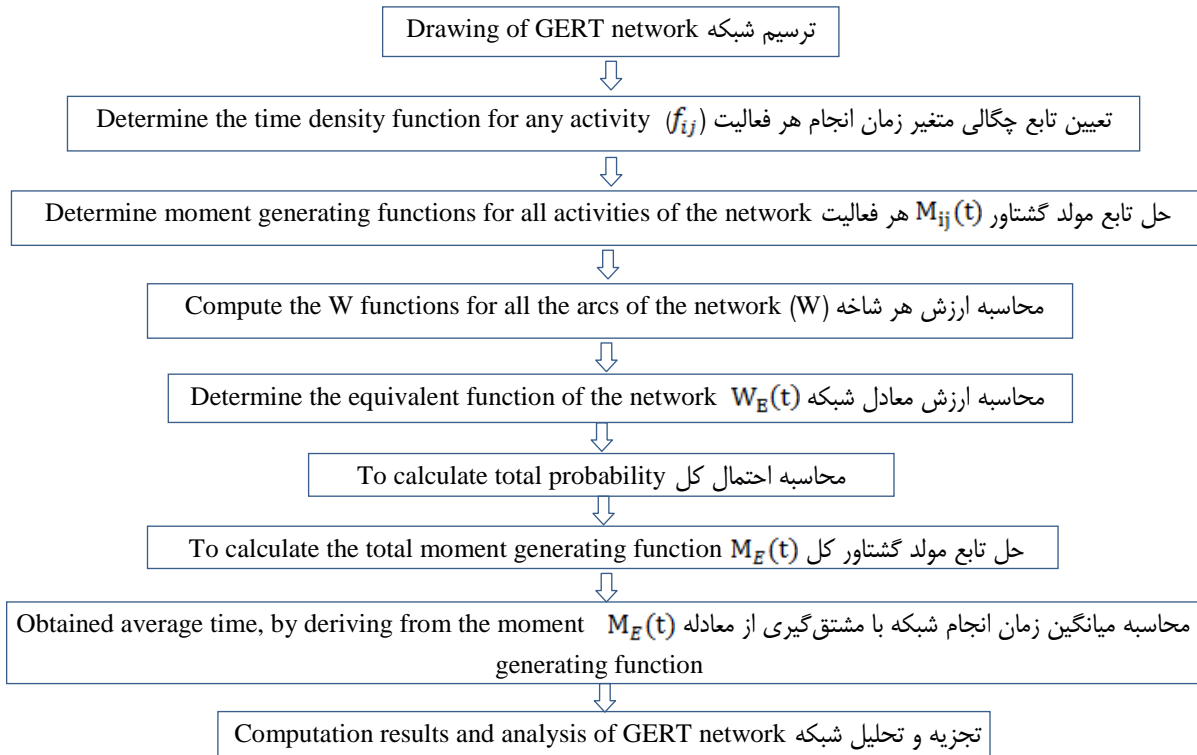 ترسیم شبکه Drawing of GERT network
تعیین تابع چگالی متغیر زمان انجام هر فعالیت (f_{ij}) Determine the time density function for any activity
حل تابع مولد گشتاور M_{ij}(t) هر فعالیت Determine moment generating functions for all activities of the network
محاسبه ارزش هر شاخه (W) Compute the W functions for all the arcs of the network
محاسبه ارزش معادل شبکه W_E(t) Determine the equivalent function of the network
محاسبه احتمال کل To calculate total probability
حل تابع مولد گشتاور کل M_E(t) To calculate the total moment generating function
محاسبه میانگین زمان انجام شبکه با مشتق‌گیری از معادله M_E(t) Obtained average time, by deriving from the moment
generating function
تجزیه و تحلیل شبکه Computation results and analysis of GERT network